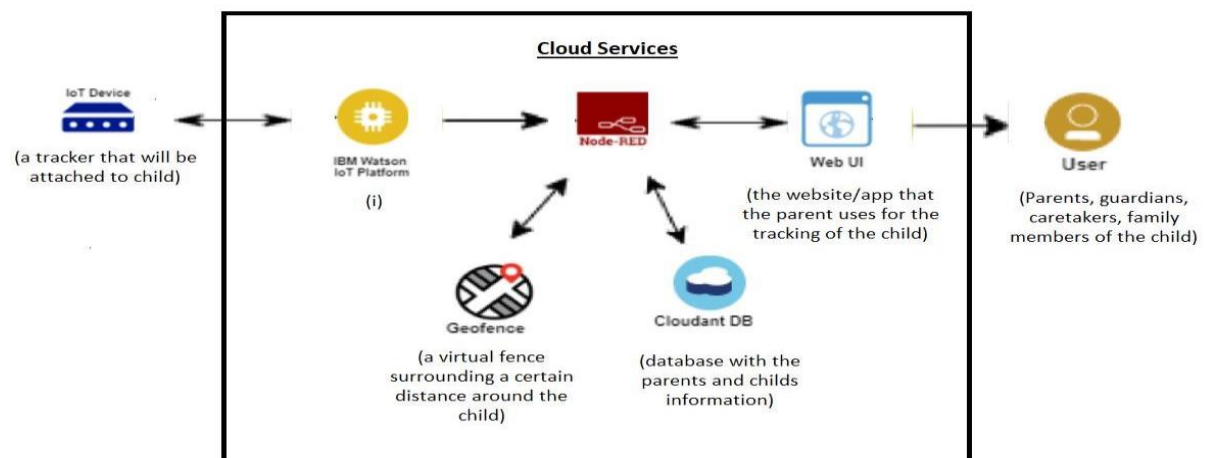 Cloud Services
IoT Device
(a tracker that will be
attached to child)
IBM Watson
IoT Platform
(i)
Node-RED
Web UI
(the website/app that
the parent uses for the
tracking of the child)
User
(Parents, guardians,
caretakers, family
members of the child)
Geofence
(a virtual fence
surrounding a certain
distance around the
child)
Cloudant DB
(database with the
parents and childs
information)